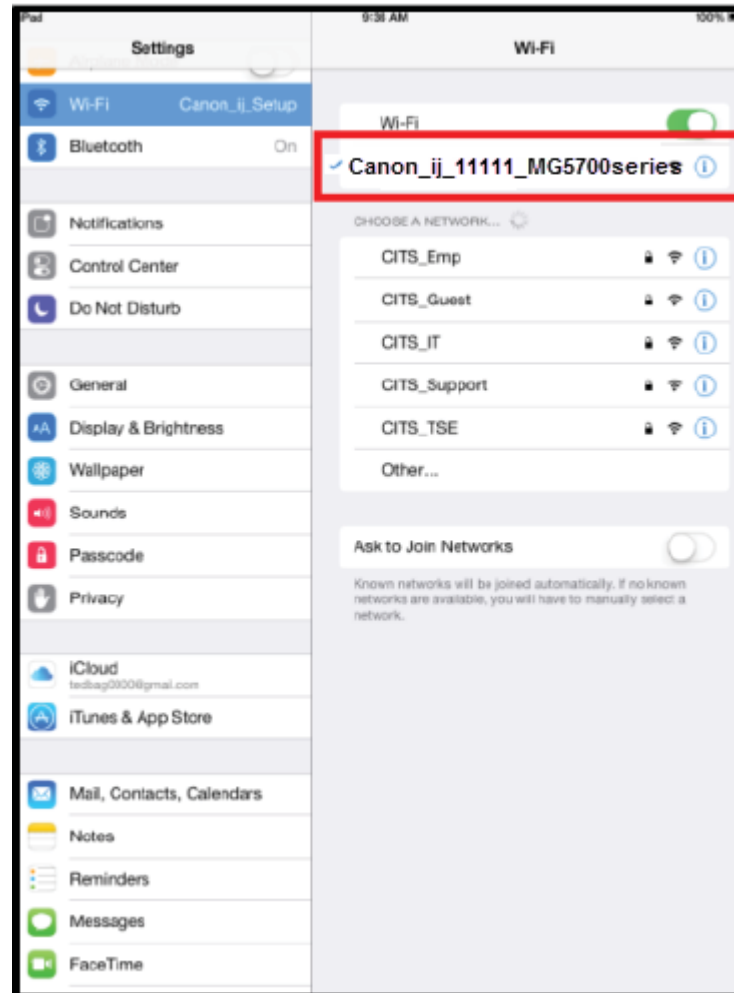 iPad
9:38 AM
100%
Settings
Wi-Fi
Airplane Mode
Wi-Fi Canon_ij_Setup
Bluetooth On
Notifications
Control Center
Do Not Disturb
General
Display & Brightness
Wallpaper
Sounds
Passcode
Privacy
iCloud
iTunes & App Store
Mail, Contacts, Calendars
Notes
Reminders
Messages
FaceTime
Wi-Fi
Canon_ij_11111_MG5700series
CHOOSE A NETWORK...
CITS_Emp
CITS_Guest
CITS_IT
CITS_Support
CITS_TSE
Other...
Ask to Join Networks
Known networks will be joined automatically. If no known
networks are available, you will have to manually select a
network.